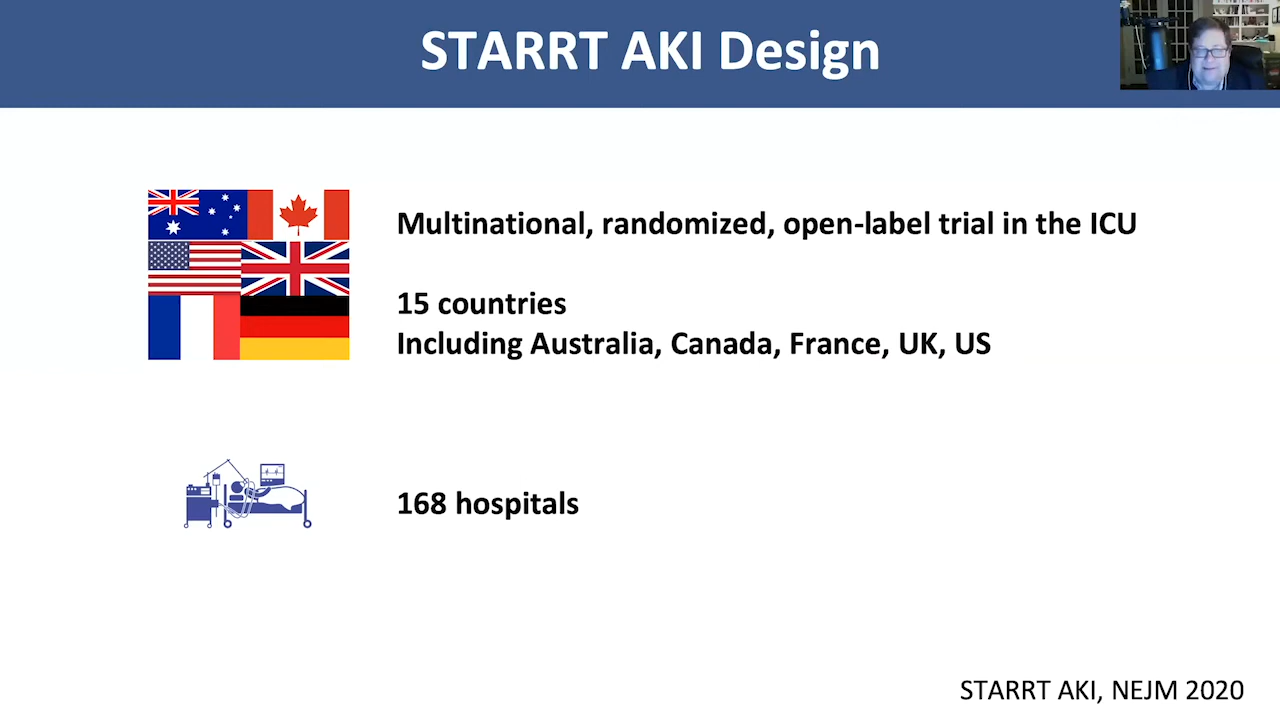 STARRT AKI Design
Multinational, randomized, open-label trial in the ICU
15 countries
Including Australia, Canada, France, UK, US
168 hospitals
STARRT AKI, NEJM 2020